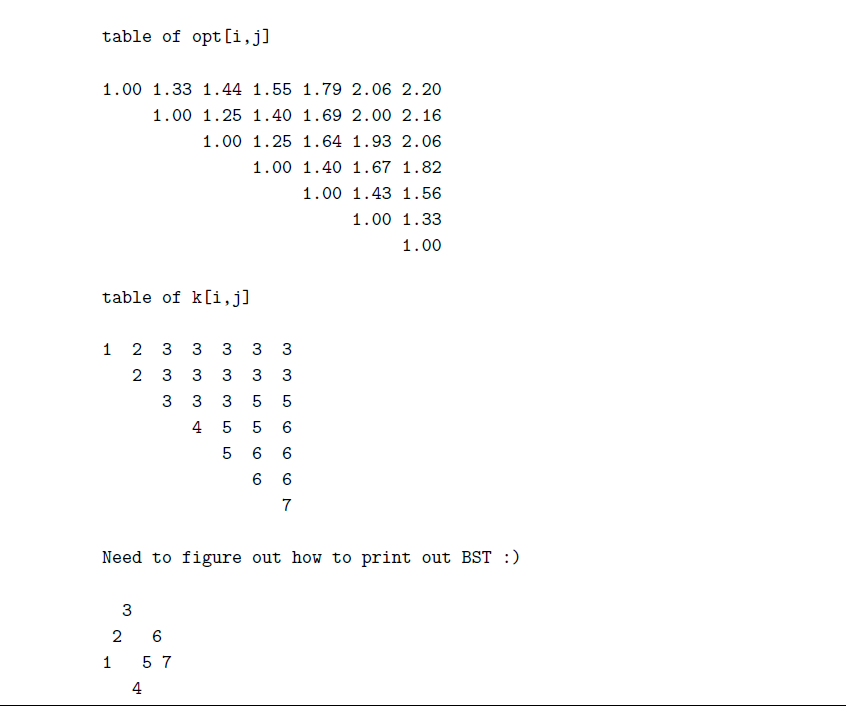 table of opt[i,j]
1.00 1.33 1.44 1.55 1.79 2.06 2.20
1.00 1.25 1.40 1.69 2.00 2.16
1.00 1.25 1.64 1.93 2.06
1.00 1.40 1.67 1.82
1.00 1.43 1.56
1.00 1.33
1.00
table of k[i,j]
1 2 3 3 3 3 3
2 3 3 3 3 3
3 3 3 5 5
4 5 5 6
5 6 6
6 6
7
Need to figure out how to print out BST :)
3
2 6
1 5 7
4